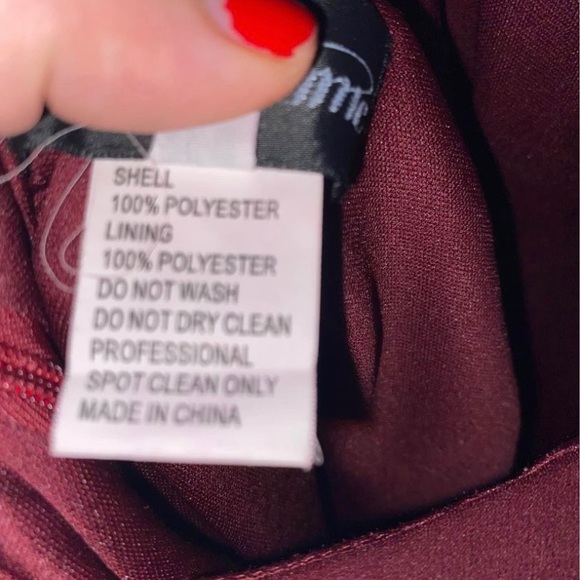 SHELL
100% POLYESTER
LINING
100% POLYESTER
DO NOT WASH
DO NOT DRY CLEAN
PROFESSIONAL
SPOT CLEAN ONLY
MADE IN CHINA